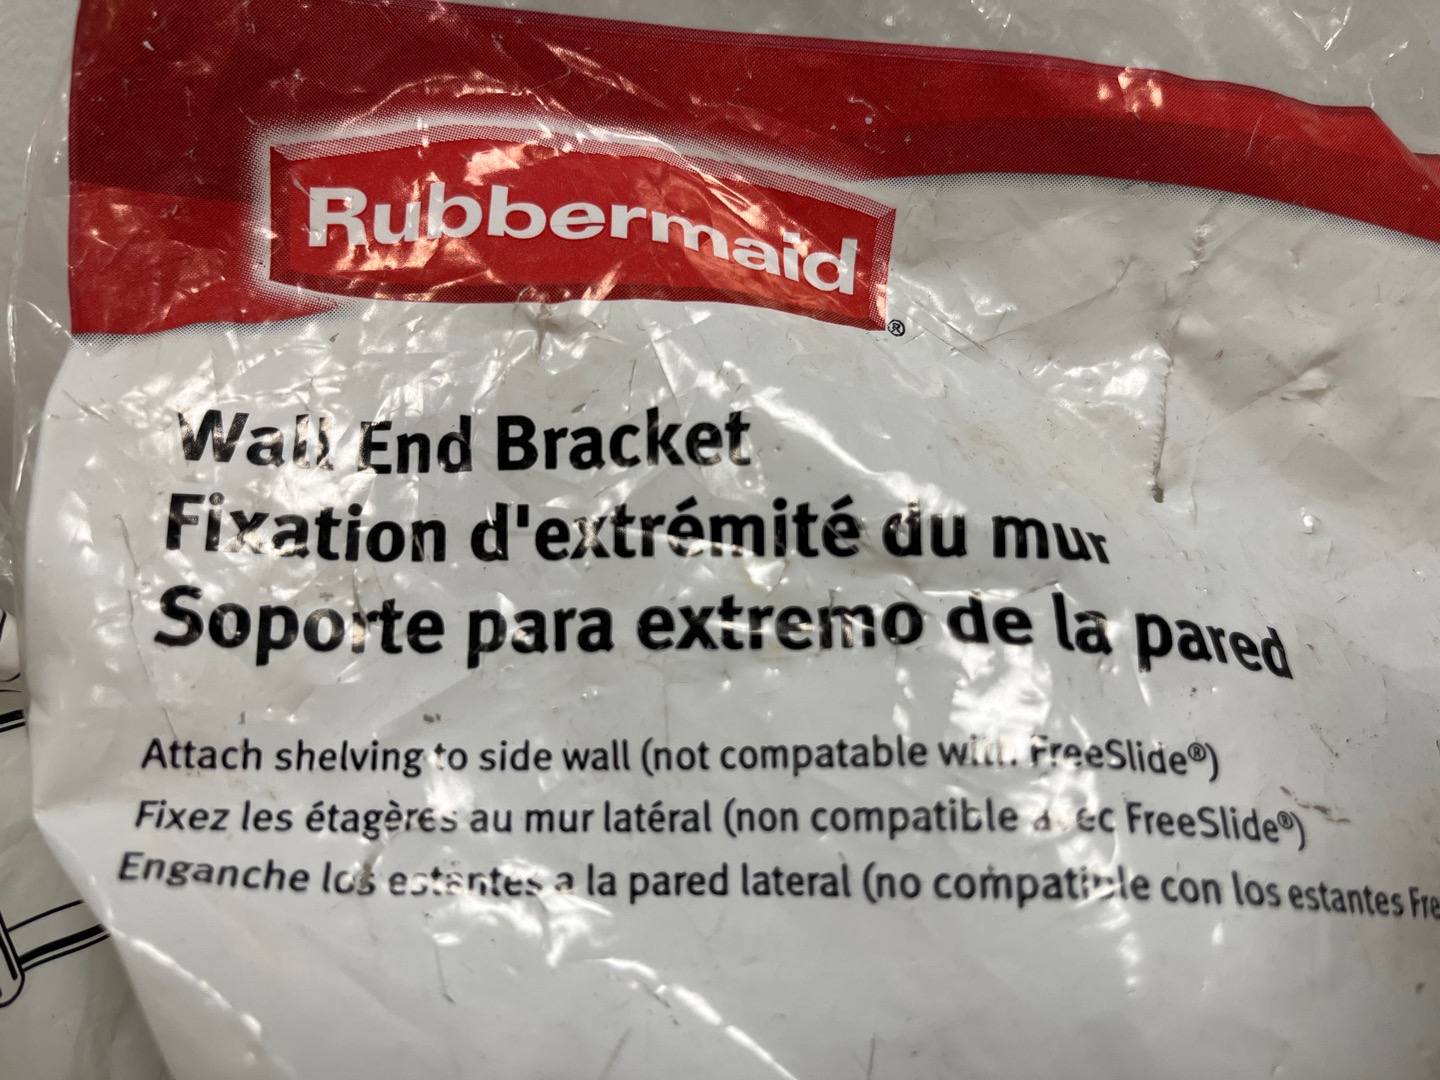 Rubbermaid®
Wall End Bracket
Fixation d'extrémité du mur
Soporte para extremo de la pared
Attach shelving to side wall (not compatable with FreeSlide®)
Fixez les étagères au mur latéral (non compatible avec FreeSlide®)
Enganche los estantes a la pared lateral (no compatible con los estantes Fre